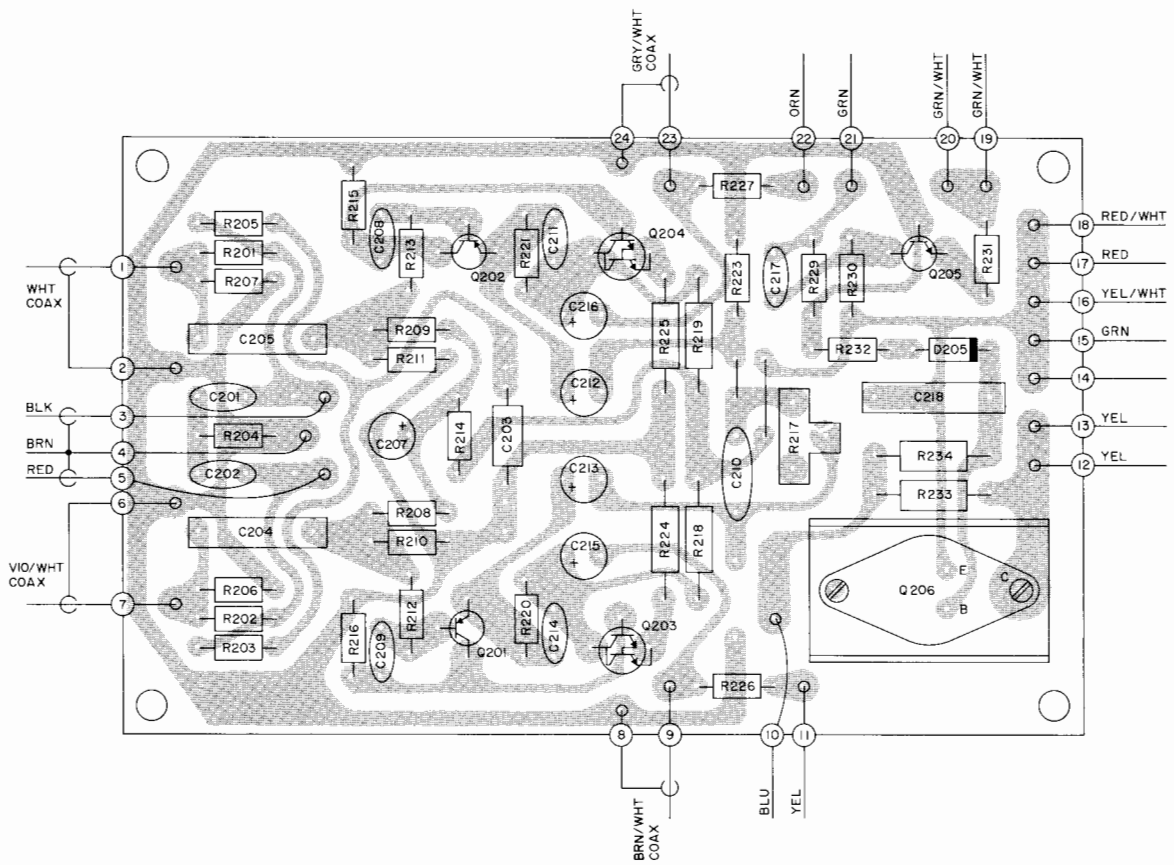 GRY/WHT
COAX
ORN
GRN
GRN/WHT
GRN/WHT
24
23
22
21
20
19
R227
R215
R205
C208
R213
Q202
R221
C211
Q204
R223
C217
R229
R230
Q205
R231
18
RED/WHT
R201
17
RED
1
R207
16
YEL/WHT
WHT
COAX
C216
+
R225
R219
R209
C205
R211
R232
D205
15
GRN
2
14
C212
+
C201
C218
BLK
3
R204
C207
+
R214
C203
R217
13
YEL
BRN
4
C210
R234
12
YEL
RED
5
C202
C213
+
R233
6
R208
C204
R210
R224
R218
C215
+
VIO/WHT
COAX
R206
Q206
E
C
B
7
R202
R212
R220
R203
R216
C209
Q201
C214
Q203
R226
8
9
10
11
BLU
YEL
BRN/WHT
COAX